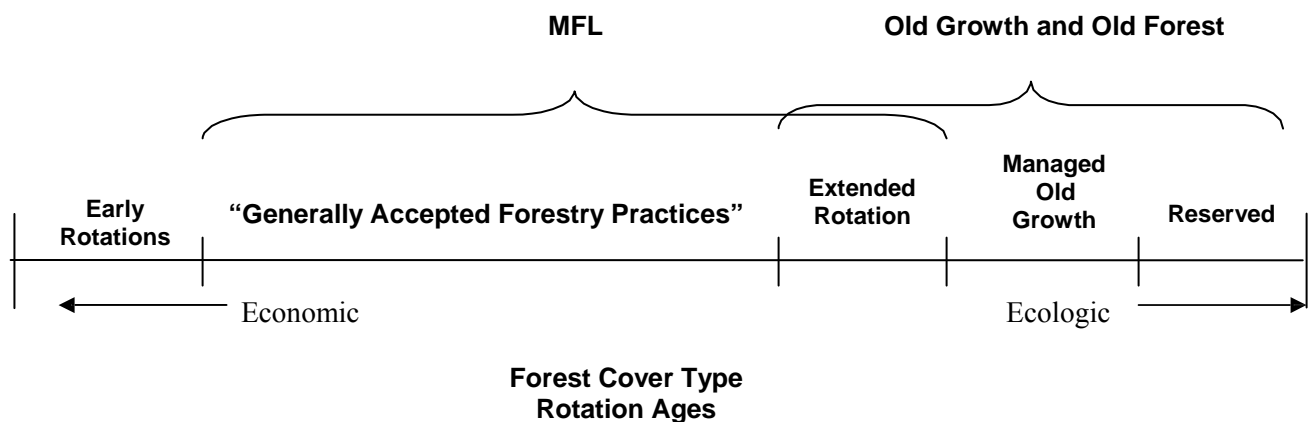 MFL
Old Growth and Old Forest
Early
Rotations
“Generally Accepted Forestry Practices”
Extended
Rotation
Managed
Old
Growth
Reserved
Economic
Ecologic
Forest Cover Type
Rotation Ages